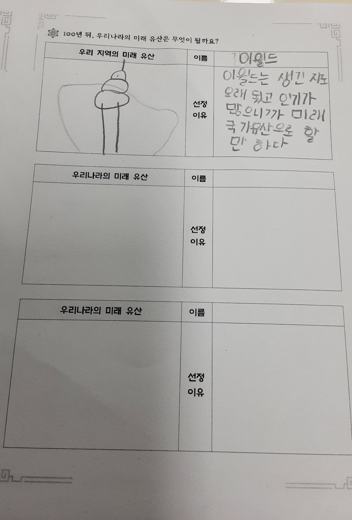 100년 뒤, 우리나라의 미래 유산은 무엇이 될까요?
우리 지역의 미래 유산
이름
이월드
선정
이유
이월드는 생긴 지도
오래 됬고 인기가
많으니까 미래
국가유산으로 할
만 하다
우리나라의 미래 유산
이름
선정
이유
우리나라의 미래 유산
이름
선정
이유